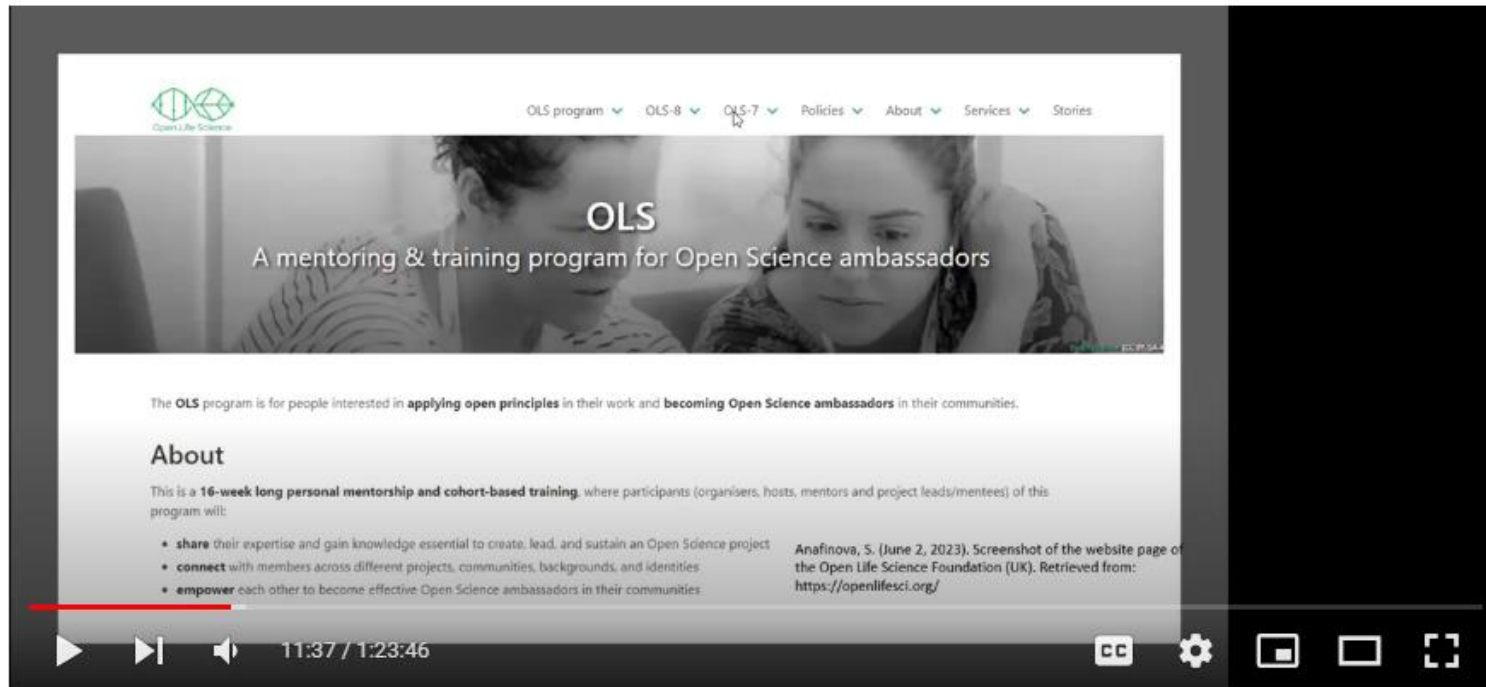 Open Life Science
OLS program OLS-8 OLS-7 Policies About Services Stories
OLS
A mentoring & training program for Open Science ambassadors
The OLS program is for people interested in applying open principles in their work and becoming Open Science ambassadors in their communities.
About
This is a 16-week long personal mentorship and cohort-based training, where participants (organisers, hosts, mentors and project leads/mentees) of this
program will:
• share their expertise and gain knowledge essential to create, lead, and sustain an Open Science project
• connect with members across different projects, communities, backgrounds, and identities
• empower each other to become effective Open Science ambassadors in their communities
Anafinova, S. (June 2, 2023). Screenshot of the website page of
the Open Life Science Foundation (UK). Retrieved from:
https://openlifesci.org/
11:37 / 1:23:46
CC